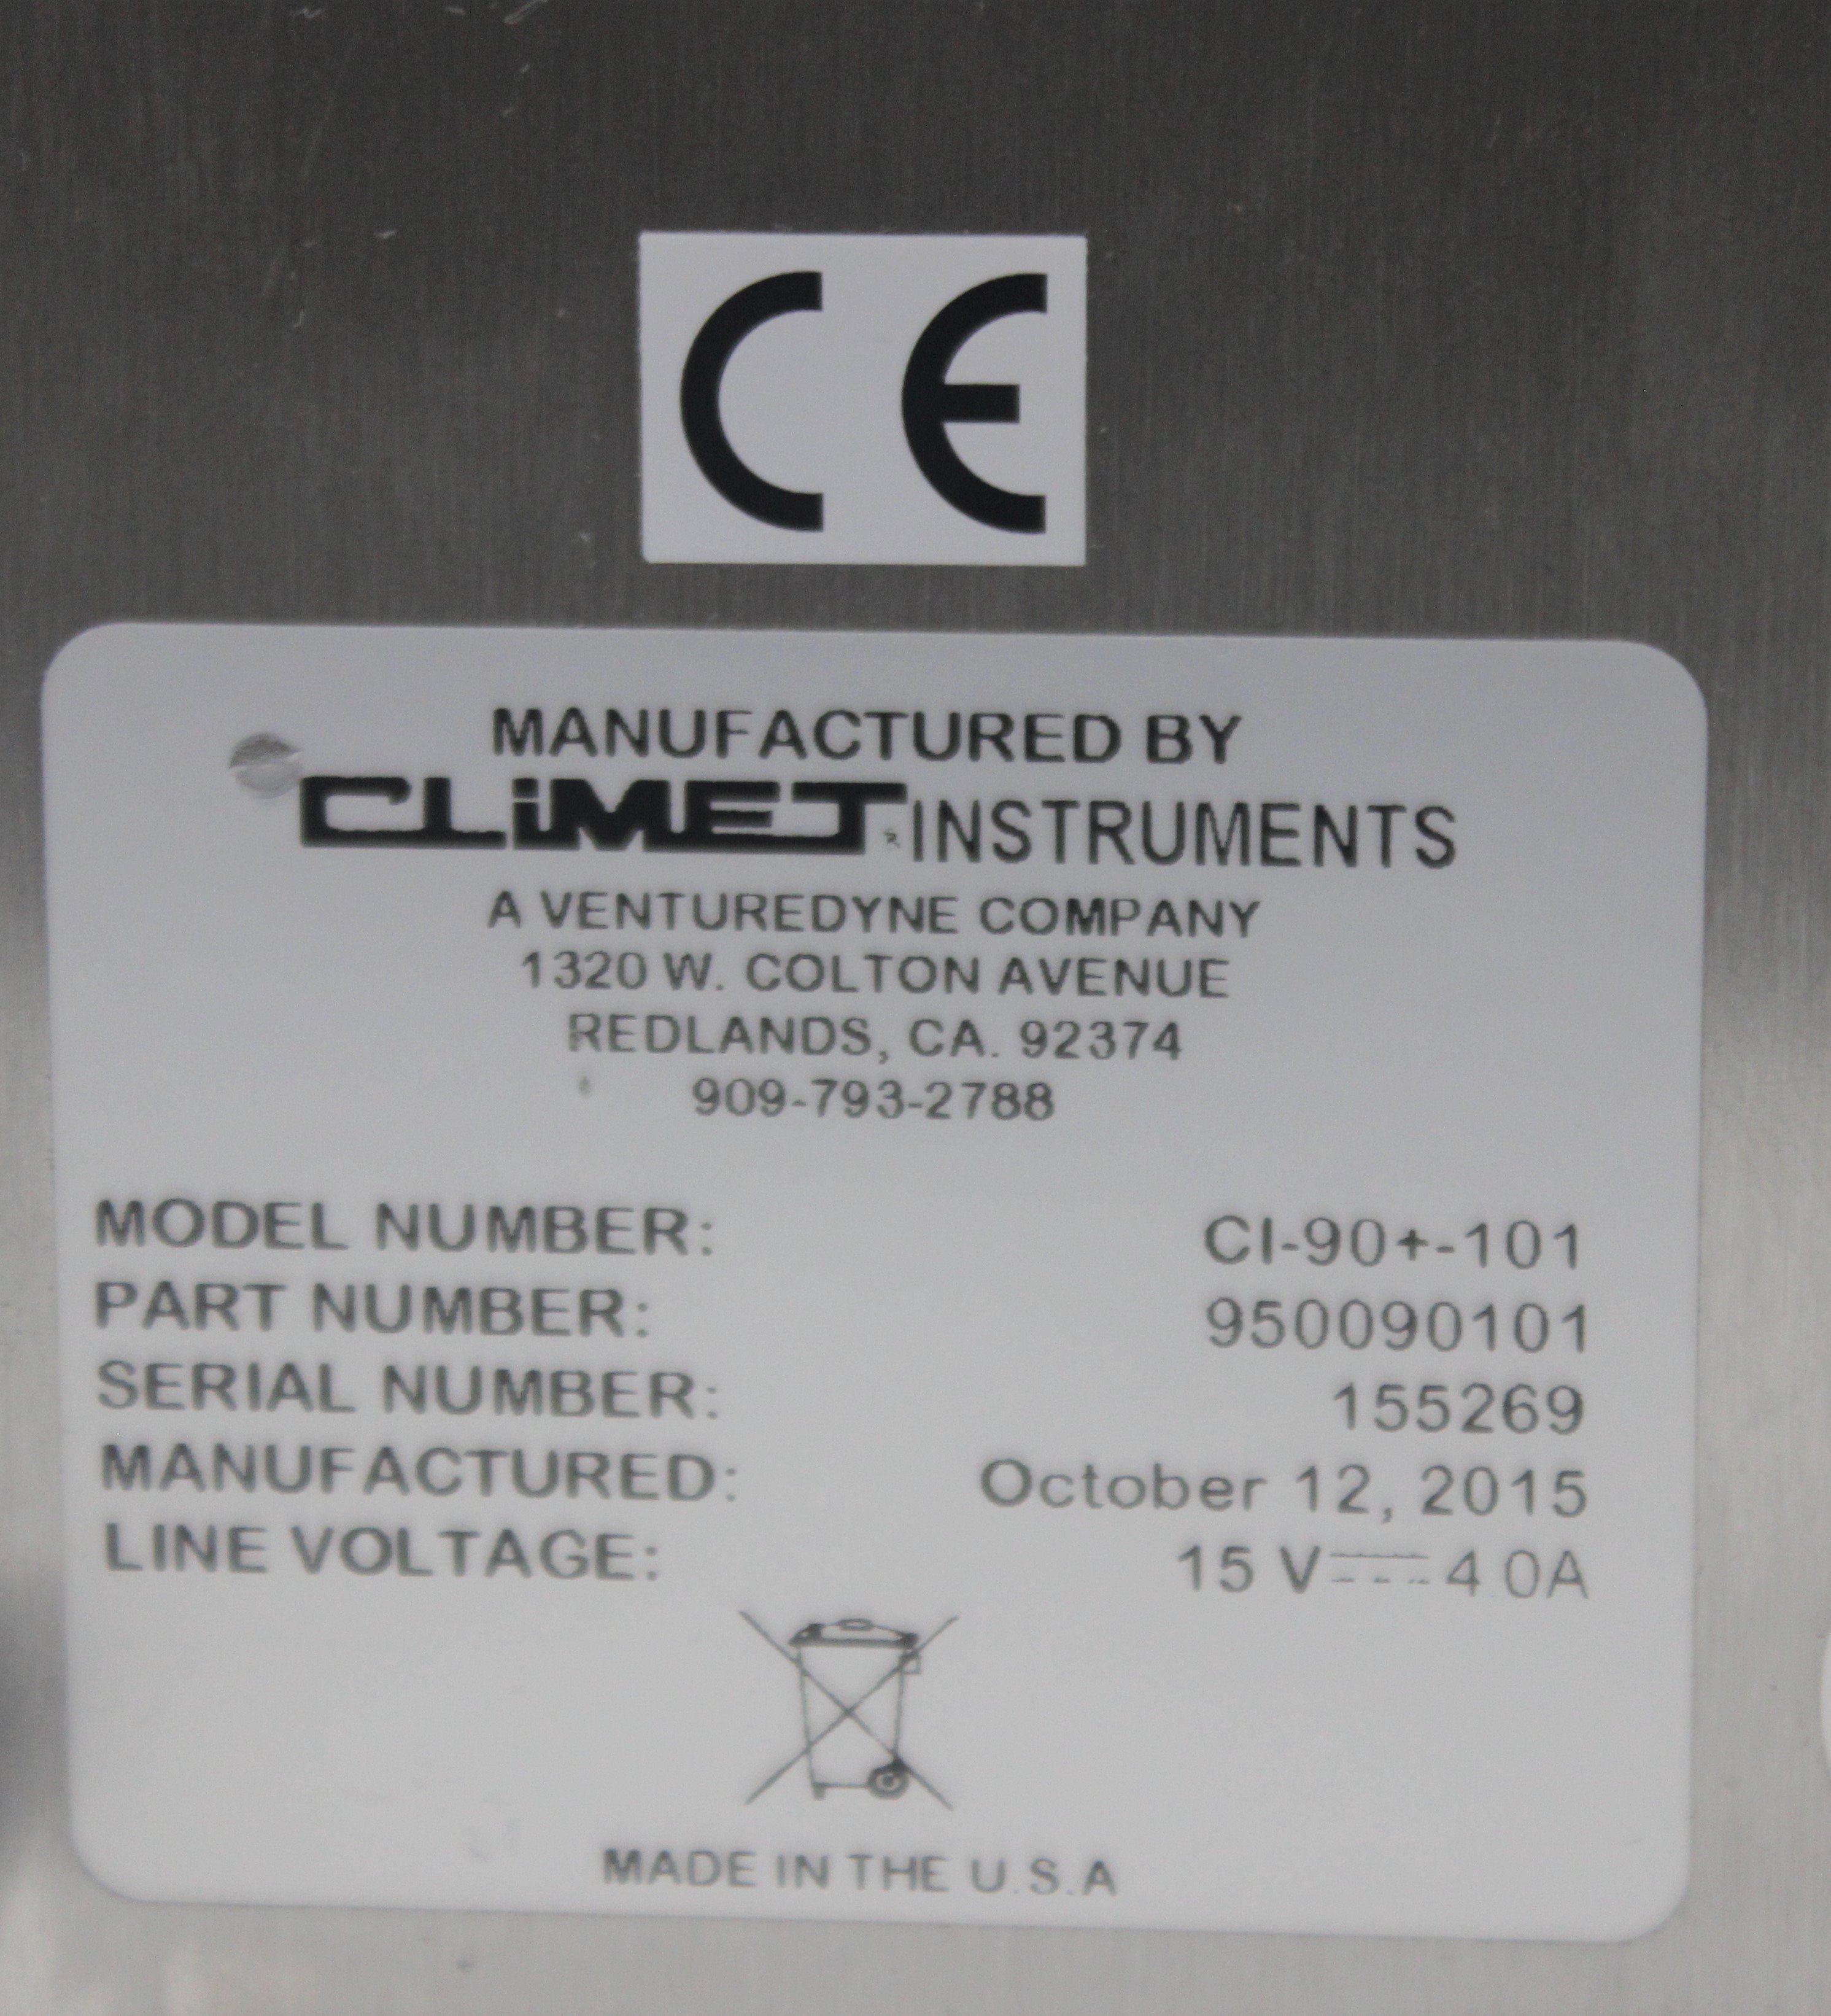 CE
MANUFACTURED BY
CLiMET® INSTRUMENTS
A VENTUREDYNE COMPANY
1320 W. COLTON AVENUE
REDLANDS, CA. 92374
909-793-2788
MODEL NUMBER: CI-90+-101
PART NUMBER: 950090101
SERIAL NUMBER: 155269
MANUFACTURED: October 12, 2015
LINE VOLTAGE: 15 V⎓4.0A
MADE IN THE U.S.A